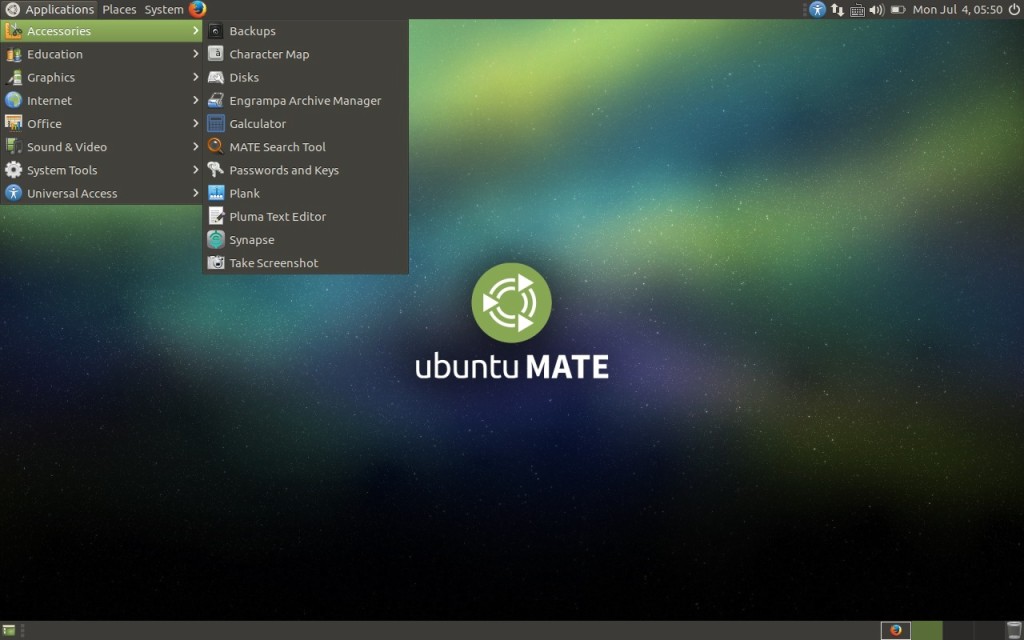 Applications Places System Mon Jul 4, 05:50
Accessories
Education
Graphics
Internet
Office
Sound & Video
System Tools
Universal Access
Backups
Character Map
Disks
Engrampa Archive Manager
Galculator
MATE Search Tool
Passwords and Keys
Plank
Pluma Text Editor
Synapse
Take Screenshot
ubuntu MATE